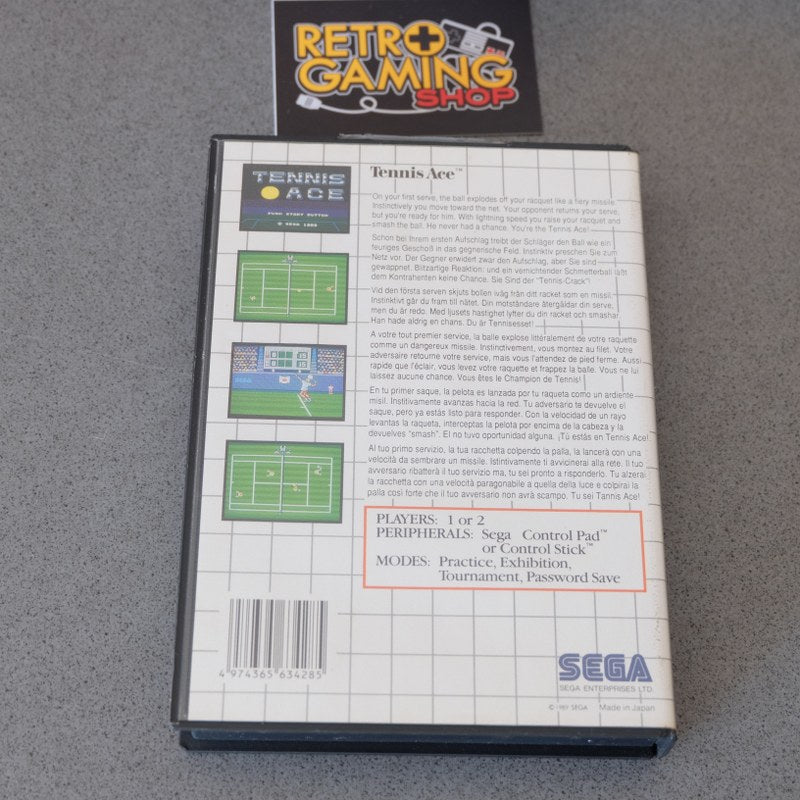 RETRO
GAMING
SHOP
TENNIS
ACE
PUSH START BUTTON
© SEGA 1989
SEGA
Tennis Ace™
On your first serve, the ball explodes off your racquet like a fiery missile.
Instinctively you move toward the net. Your opponent returns your serve,
but you're ready for him. With lightning speed you raise your racquet and
smash the ball. He never had a chance. You're the Tennis Ace!
Schon bei Ihrem ersten Aufschlag treibt der Schläger den Ball wie ein
feuriges Geschoß in das gegnerische Feld. Instinktiv preschen Sie zum
Netz vor. Der Gegner erwidert zwar den Aufschlag, aber Sie sind
gewappnet. Blitzartige Reaktion: und ein vernichtender Schmetterball läßt
dem Kontrahenten keine Chance. Sie Sind der "Tennis-Crack"!
Vid den första serven skjuts bollen iväg från ditt racket som en missil.
Instinktivt går du fram till nätet. Din motståndare återgäldar din serve,
men du är redo. Med ljusets hastighet lyfter du din racket och smashar.
Han hade aldrig en chans. Du är Tennisesset!
A votre tout premier service, la balle explose littéralement de votre raquette
comme un dangereux missile. Instinctivement, vous montez au filet. Votre
adversaire retourne votre service, mais vous l'attendez de pied ferme. Aussi
rapide que l'éclair, vous levez votre raquette et frappez la balle. Vous ne lui
laissez aucune chance. Vous êtes le Champion de Tennis!
En tu primer saque, la pelota es lanzada por tu raqueta como un ardiente
misil. Institivamente avanzas hacia la red. Tu adversario te devuelve el
saque, pero ya estás listo para responder. Con la velocidad de un rayo
levantas la raqueta, interceptas la pelota por encima de la cabeza y la
devuelves "smash". El no tuvo oportunidad alguna. ¡Tú estás en Tennis Ace!
Al tuo primo servizio, la tua racchetta colpendo la palla, la lancerà con una
velocità da sembrare un missile. Istintivamente ti avvicinerai alla rete. Il tuo
avversario ribatterà il tuo servizio ma, tu sei pronto a risponderlo. Tu alzerai
la racchetta con una velocità paragonabile a quella della luce e colpirai la
palla così forte che il tuo avversario non avrà scampo. Tu sei Tannis Ace!
PLAYERS: 1 or 2
PERIPHERALS: Sega Control Pad™
or Control Stick™
MODES: Practice, Exhibition,
Tournament, Password Save
4 974365 634285
SEGA
SEGA ENTERPRISES LTD.
© 1989 SEGA Made in Japan